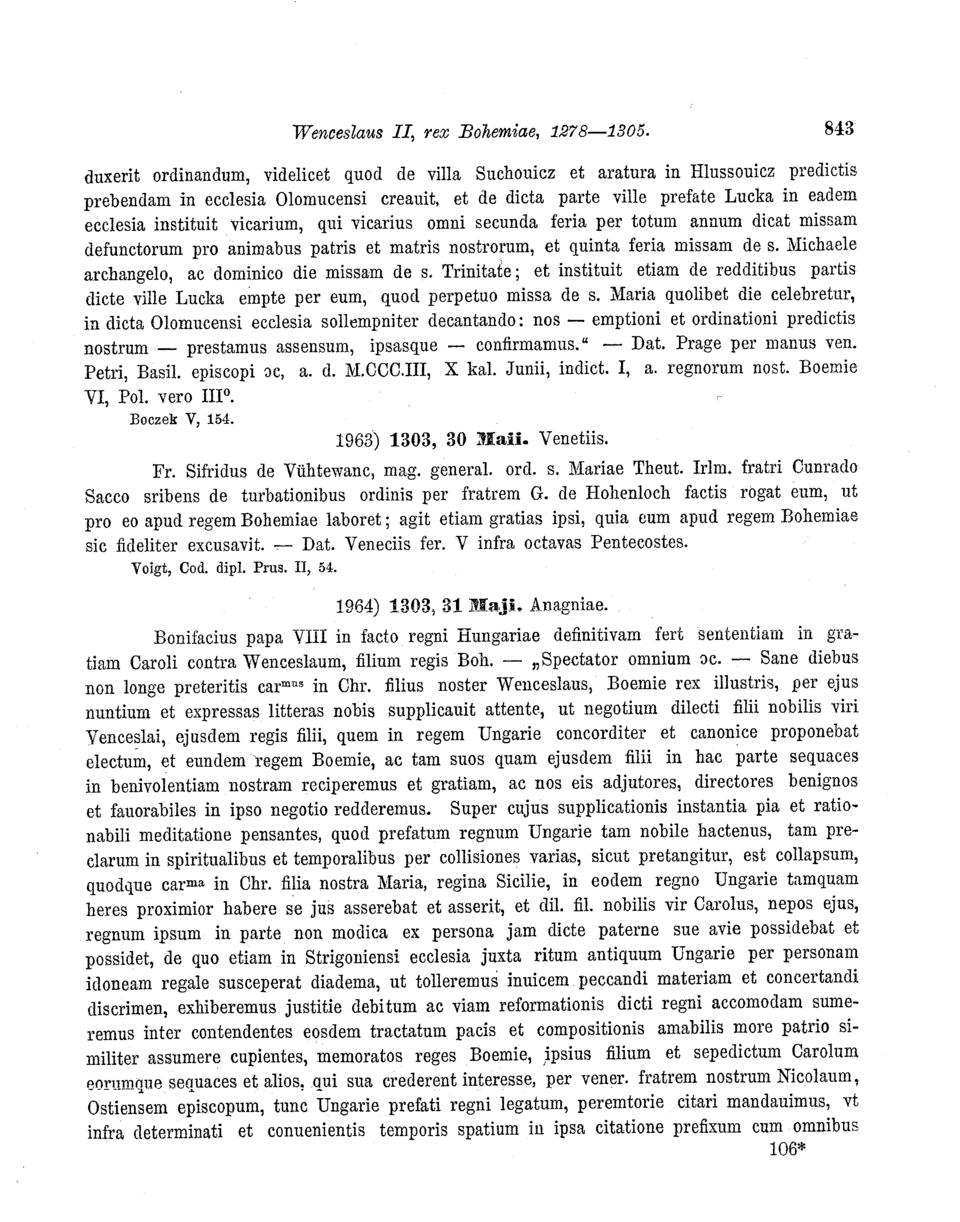 Wenceslaus II, rex Bohemiae, 1278—1305. 843
duxerit ordinandum, videlicet quod de villa Suchouicz et aratura in Hlussouicz predictis
prebendam in ecclesia Olomucensi creauit, et de dicta parte ville prefate Lucka in eadem
ecclesia instituit vicarium, qui vicarius omni secunda feria per totum annum dicat missam
defunctorum pro animabus patris et matris nostrorum, et quinta feria missam de s. Michaele
archangelo, ac dominico die missam de s. Trinitate; et instituit etiam de redditibus partis
dicte ville Lucka empte per eum, quod perpetuo missa de s. Maria quolibet die celebretur,
in dicta Olomucensi ecclesia sollempniter decantando: nos — emptioni et ordinationi predictis
nostrum — prestamus assensum, ipsasque — confirmamus.“ — Dat. Prage per manus ven.
Petri, Basil. episcopi ɔc, a. d. M.CCC.III, X kal. Junii, indict. I, a. regnorum nost. Boemie
VI, Pol. vero III⁰.
Boczek V, 154.
1963) 1303, 30 Maii. Venetiis.
Fr. Sifridus de Vühtewanc, mag. general. ord. s. Mariae Theut. Irlm. fratri Cunrado
Sacco sribens de turbationibus ordinis per fratrem G. de Hohenloch factis rogat eum, ut
pro eo apud regem Bohemiae laboret; agit etiam gratias ipsi, quia eum apud regem Bohemiae
sic fideliter excusavit. — Dat. Veneciis fer. V infra octavas Pentecostes.
Voigt, Cod. dipl. Prus. II, 54.
1964) 1303, 31 Maji. Anagniae.
Bonifacius papa VIII in facto regni Hungariae definitivam fert sententiam in gra-
tiam Caroli contra Wenceslaum, filium regis Boh. — „Spectator omnium ɔc. — Sane diebus
non longe preteritis carᵐᵘˢ in Chr. filius noster Wenceslaus, Boemie rex illustris, per ejus
nuntium et expressas litteras nobis supplicauit attente, ut negotium dilecti filii nobilis viri
Venceslai, ejusdem regis filii, quem in regem Ungarie concorditer et canonice proponebat
electum, et eundem regem Boemie, ac tam suos quam ejusdem filii in hac parte sequaces
in benivolentiam nostram reciperemus et gratiam, ac nos eis adjutores, directores benignos
et fauorabiles in ipso negotio redderemus. Super cujus supplicationis instantia pia et ratio-
nabili meditatione pensantes, quod prefatum regnum Ungarie tam nobile hactenus, tam pre-
clarum in spiritualibus et temporalibus per collisiones varias, sicut pretangitur, est collapsum,
quodque carᵐᵃ in Chr. filia nostra Maria, regina Sicilie, in eodem regno Ungarie tamquam
heres proximior habere se jus asserebat et asserit, et dil. fil. nobilis vir Carolus, nepos ejus,
regnum ipsum in parte non modica ex persona jam dicte paterne sue avie possidebat et
possidet, de quo etiam in Strigoniensi ecclesia juxta ritum antiquum Ungarie per personam
idoneam regale susceperat diadema, ut tolleremus inuicem peccandi materiam et concertandi
discrimen, exhiberemus justitie debitum ac viam reformationis dicti regni accomodam sume-
remus inter contendentes eosdem tractatum pacis et compositionis amabilis more patrio si-
militer assumere cupientes, memoratos reges Boemie, ipsius filium et sepedictum Carolum
eorumque sequaces et alios, qui sua crederent interesse, per vener. fratrem nostrum Nicolaum,
Ostiensem episcopum, tunc Ungarie prefati regni legatum, peremtorie citari mandauimus, vt
infra determinati et conuenientis temporis spatium in ipsa citatione prefixum cum omnibus
106*